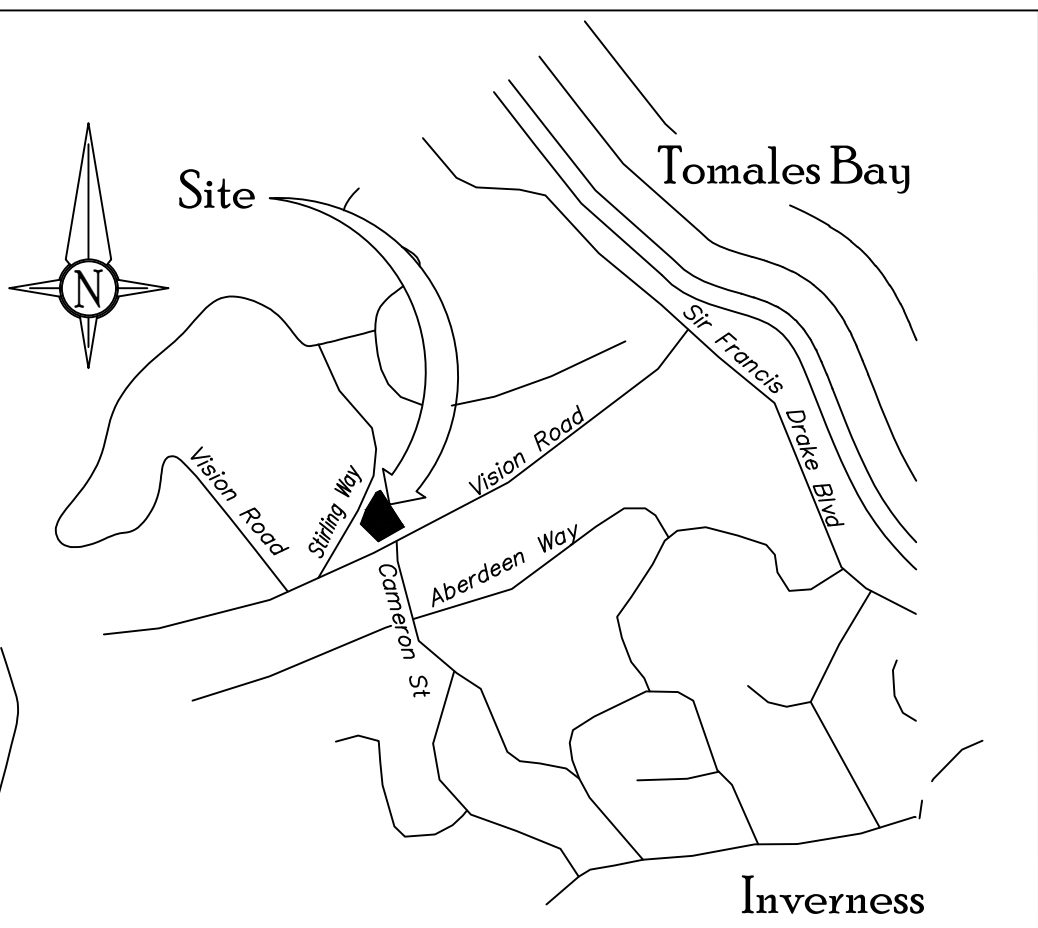 Tomales Bay
Site
N
Sir Francis Drake Blvd
Vision Road
Vision Road
Stirling Way
Aberdeen Way
Cameron St
Inverness